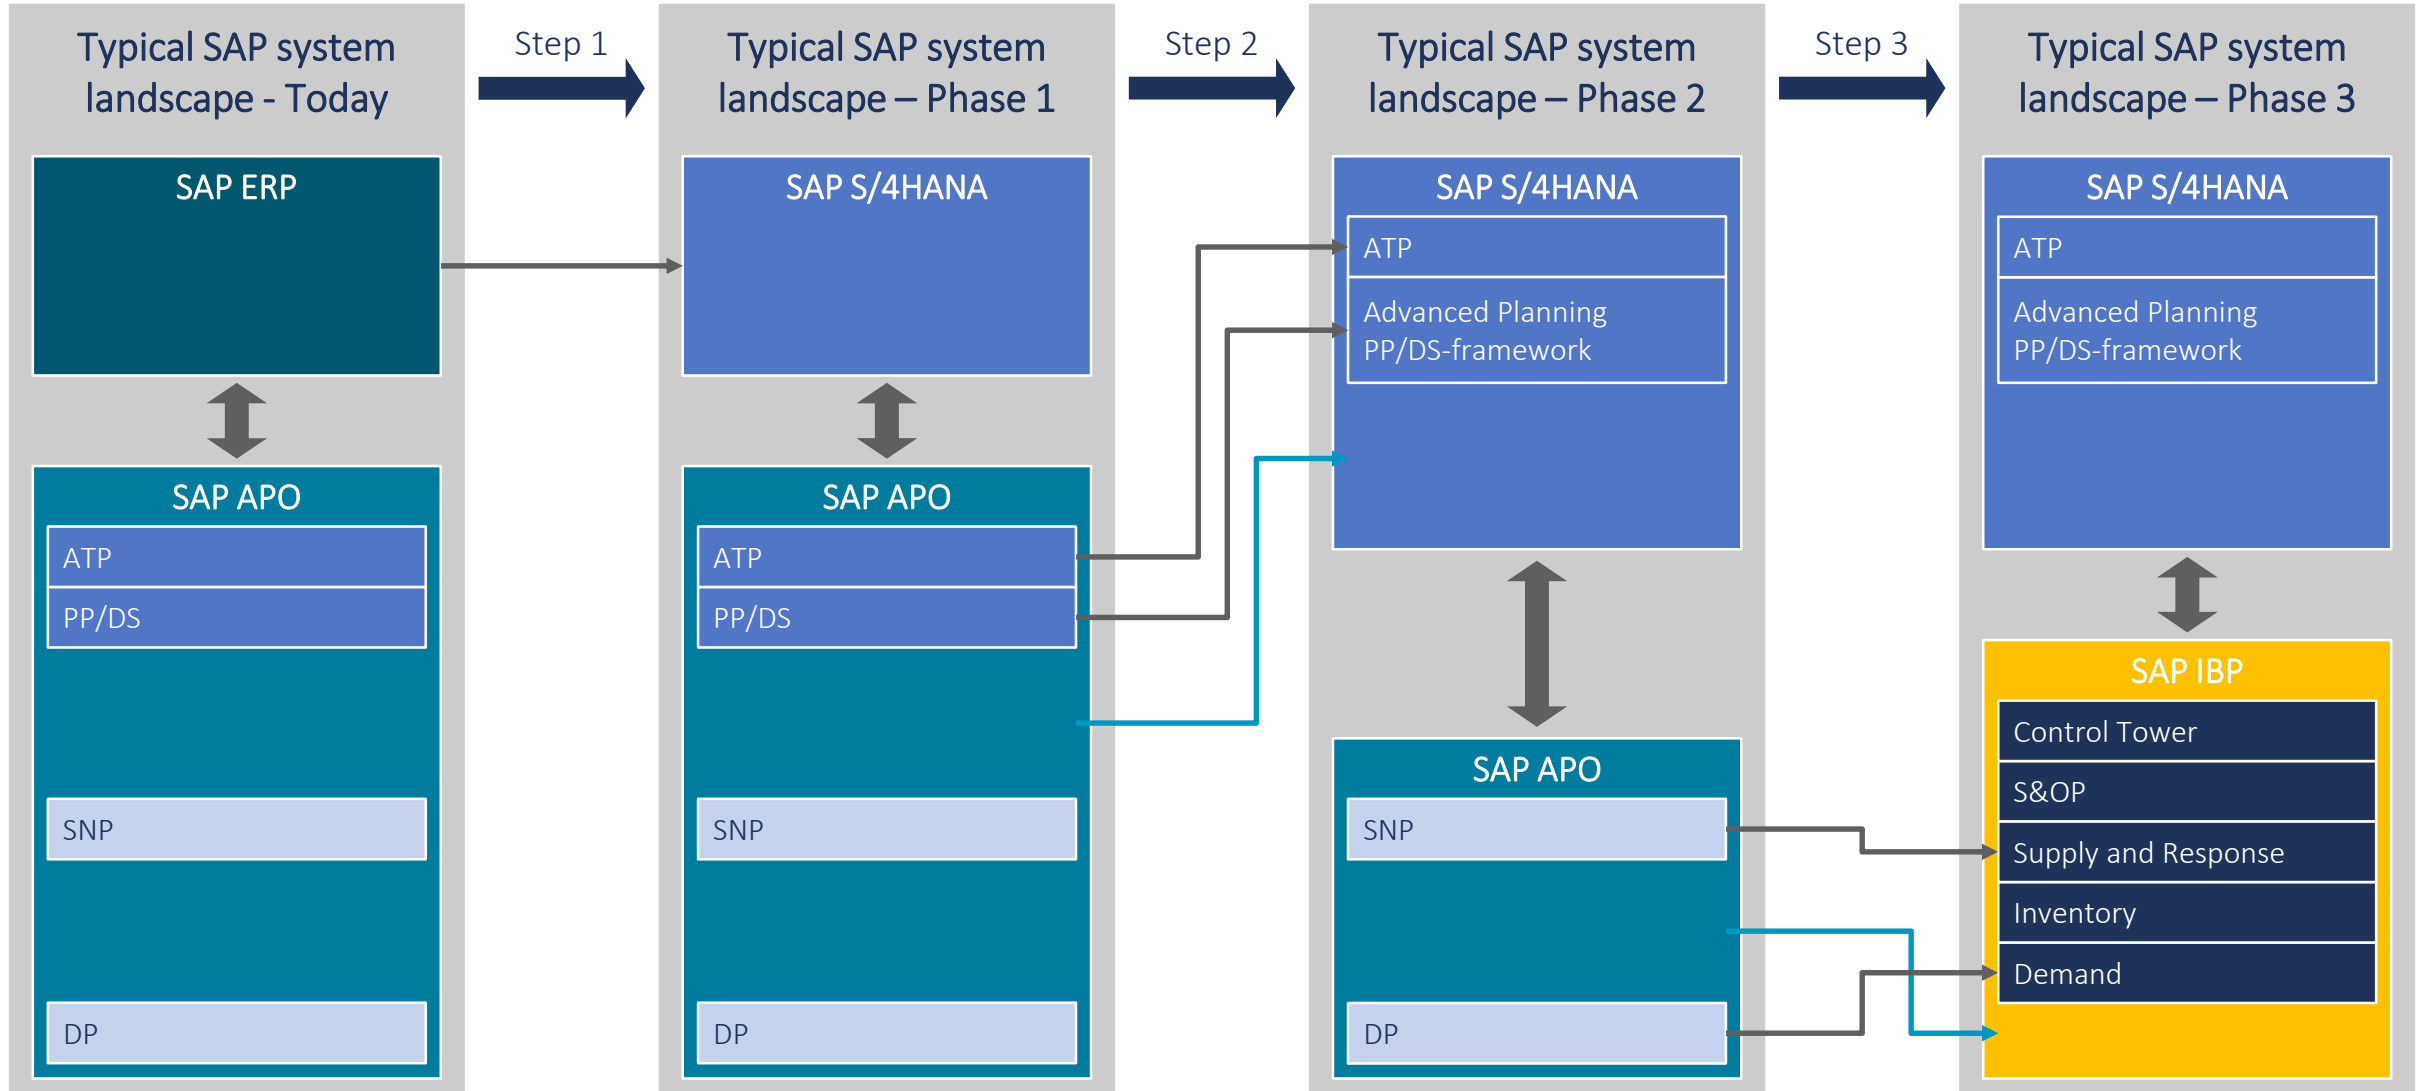 Typical SAP system
landscape - Today
SAP ERP
SAP APO
ATP
PP/DS
SNP
DP
Step 1
Typical SAP system
landscape – Phase 1
SAP S/4HANA
SAP APO
ATP
PP/DS
SNP
DP
Step 2
Typical SAP system
landscape – Phase 2
SAP S/4HANA
ATP
Advanced Planning
PP/DS-framework
SAP APO
SNP
DP
Step 3
Typical SAP system
landscape – Phase 3
SAP S/4HANA
ATP
Advanced Planning
PP/DS-framework
SAP IBP
Control Tower
S&OP
Supply and Response
Inventory
Demand